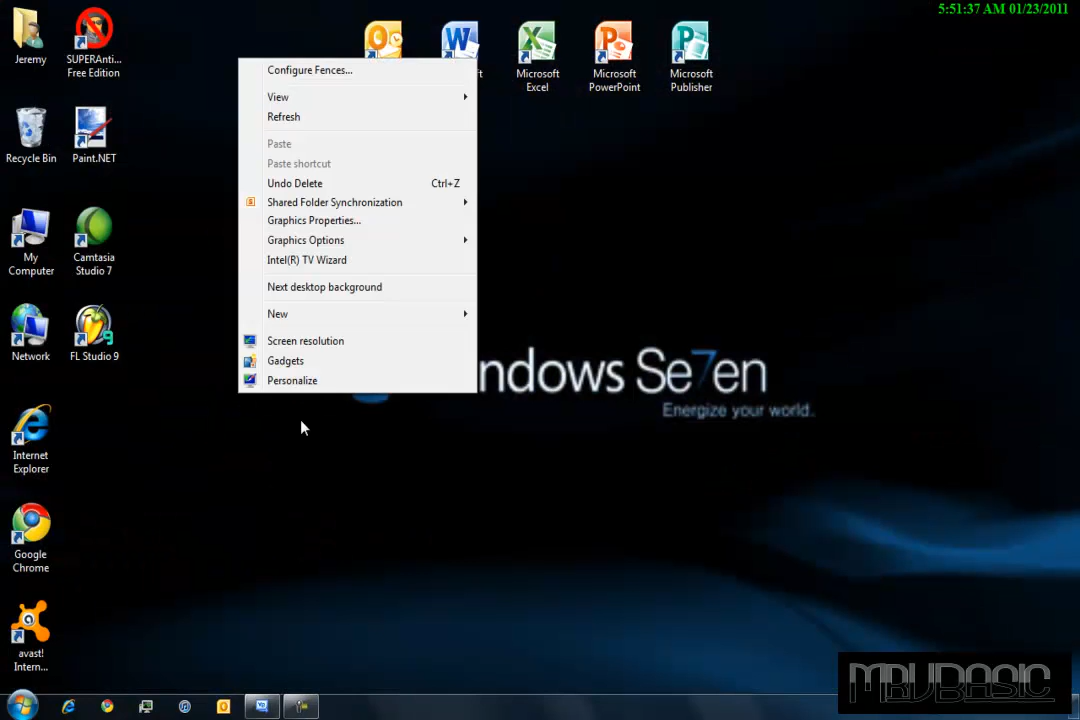 5:51:37 AM 01/23/2011
Jeremy
SUPERAnti...
Free Edition
Microsoft
Excel
Microsoft
PowerPoint
Microsoft
Publisher
Configure Fences...
View
Refresh
Paste
Paste shortcut
Undo Delete Ctrl+Z
Shared Folder Synchronization
Graphics Properties...
Graphics Options
Intel(R) TV Wizard
Next desktop background
New
Screen resolution
Gadgets
Personalize
Recycle Bin
Paint.NET
My
Computer
Camtasia
Studio 7
Network
FL Studio 9
Internet
Explorer
Google
Chrome
avast!
Intern...
ndows Se7en
Energize your world.
MRVBASIC